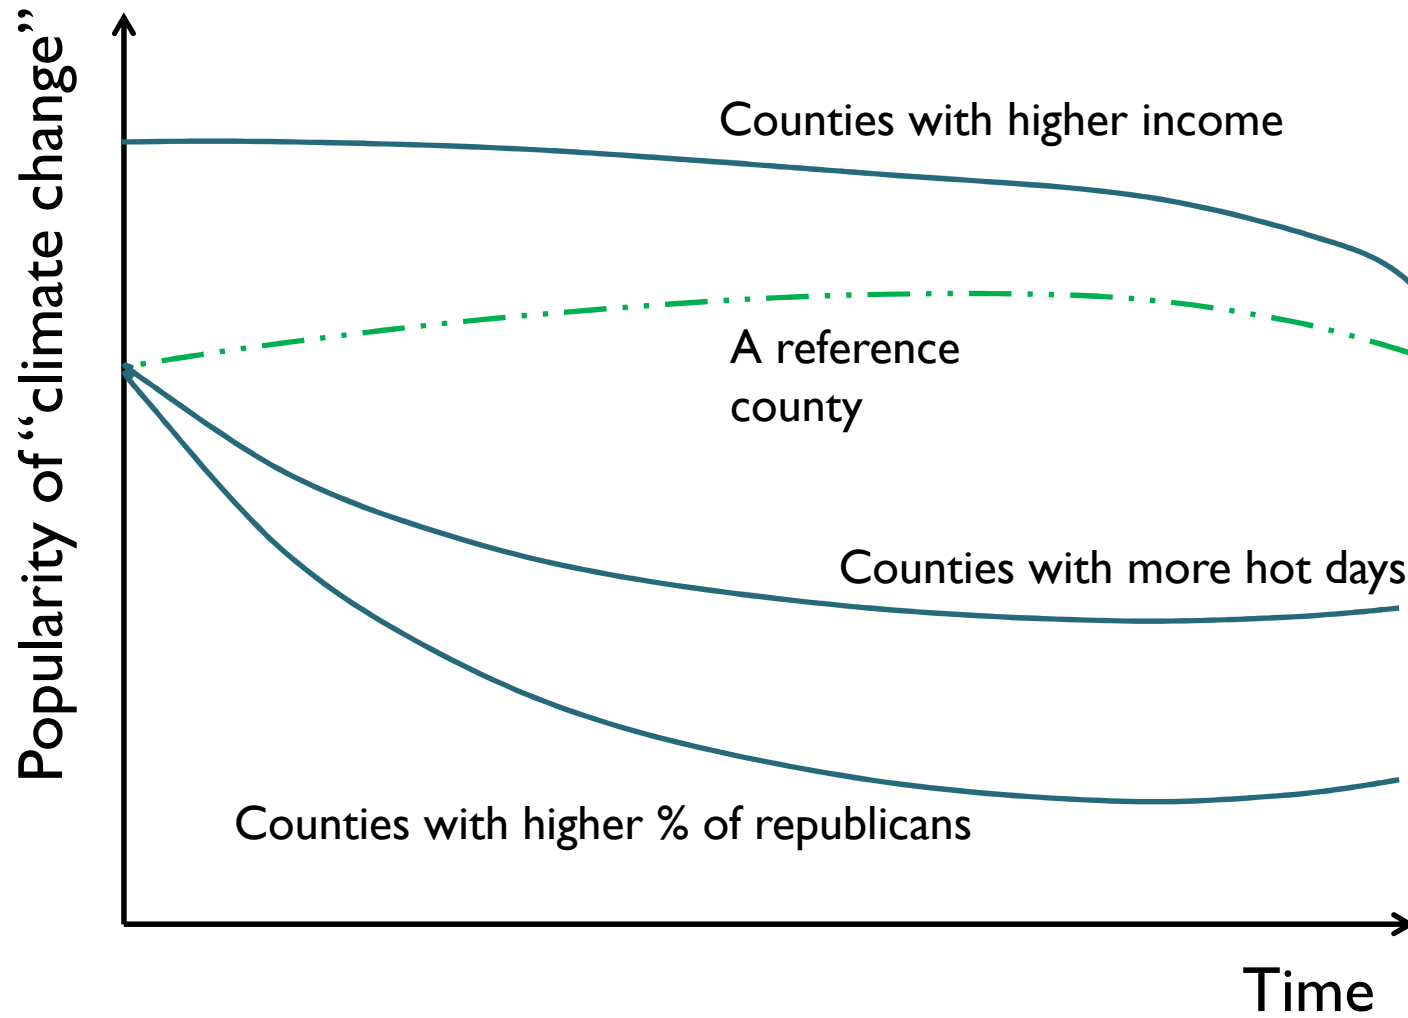 Popularity of “climate change”
Counties with higher income
A reference
county
Counties with more hot days
Counties with higher % of republicans
Time